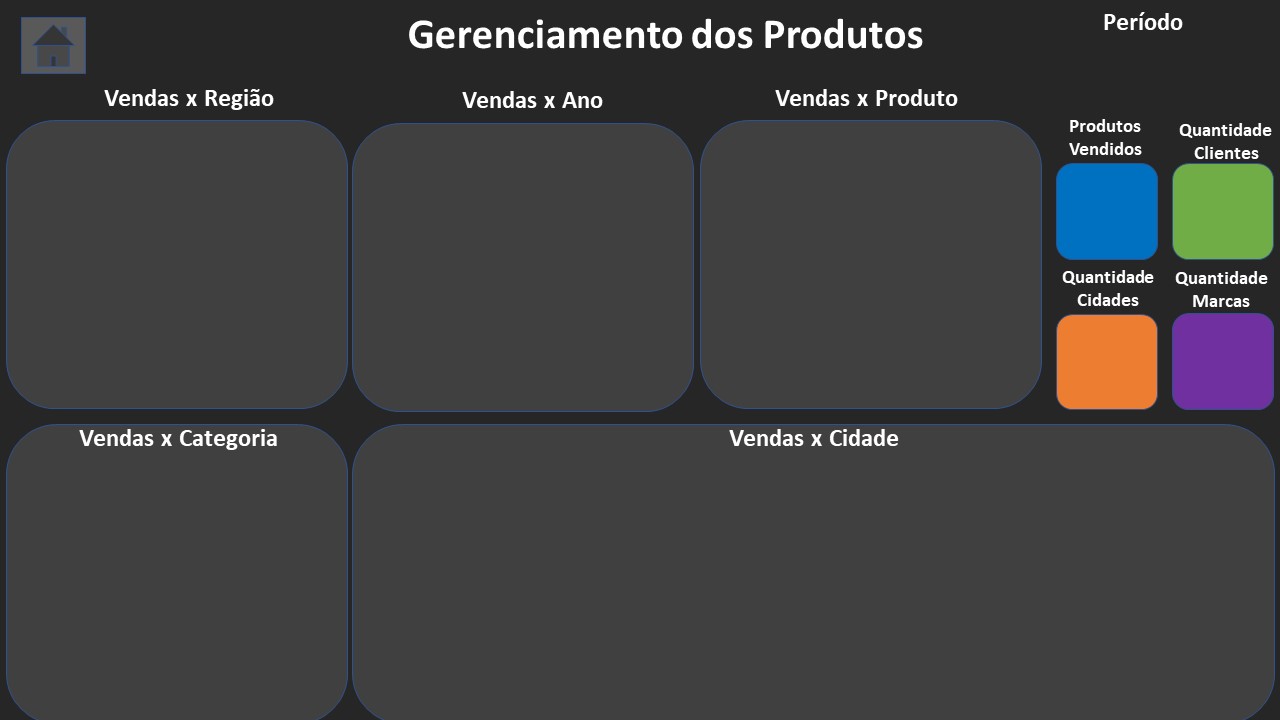 Gerenciamento dos Produtos
Período
Vendas x Região
Vendas x Ano
Vendas x Produto
Produtos
Vendidos
Quantidade
Clientes
Quantidade
Cidades
Quantidade
Marcas
Vendas x Categoria
Vendas x Cidade